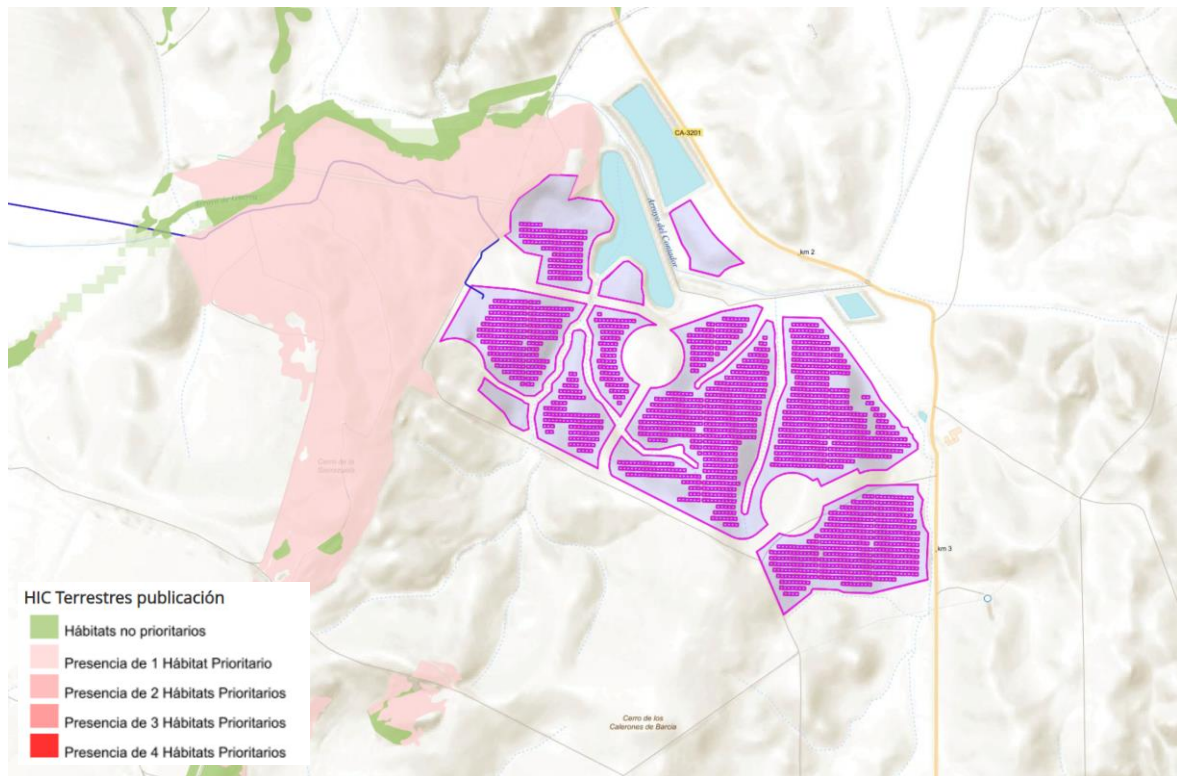 CA-3201
Arroyo del Comendador
km 2
km 3
HIC Terrestres publicación
Hábitats no prioritarios
Presencia de 1 Hábitat Prioritario
Presencia de 2 Hábitats Prioritarios
Presencia de 3 Hábitats Prioritarios
Presencia de 4 Hábitats Prioritarios
Cerro de los
Calerones de Barcia